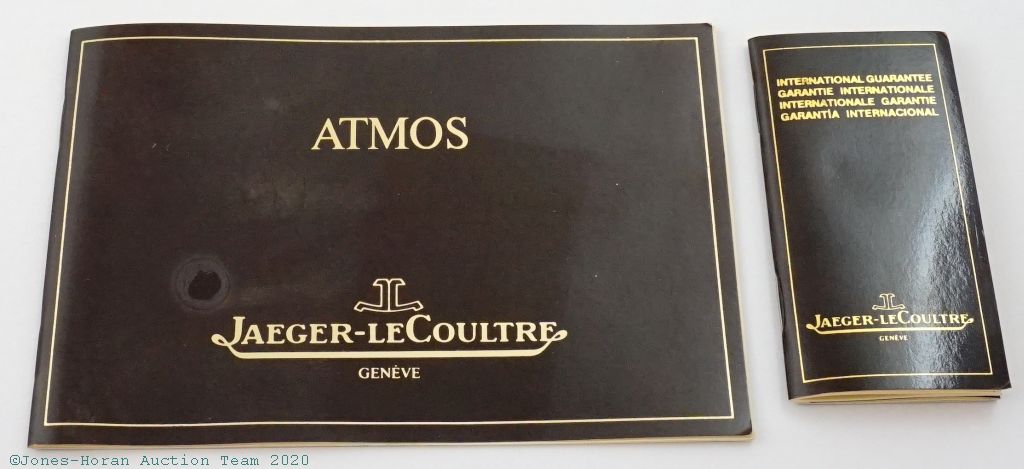 ATMOS
JAEGER-LECOULTRE
GENÈVE
INTERNATIONAL GUARANTEE
GARANTIE INTERNATIONALE
INTERNATIONALE GARANTIE
GARANTÍA INTERNACIONAL
JAEGER-LECOULTRE
GENÈVE
©Jones-Horan Auction Team 2020